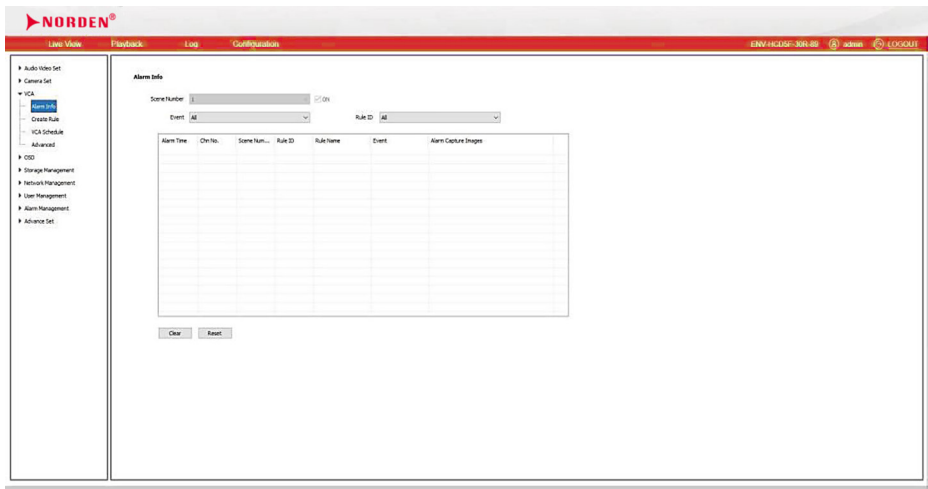 NORDEN®
Live View Playback Log Configuration ENV-HCD5F-30R-89 admin LOGOUT
Audio Video Set
Camera Set
VCA
Alarm Info
Create Rule
VCA Schedule
Advanced
OSD
Storage Management
Network Management
User Management
Alarm Management
Advance Set
Alarm Info
Scene Number 1 ON
Event All Rule ID All
Alarm Time Chn No. Scene Num... Rule ID Rule Name Event Alarm Capture Images
Clear Reset